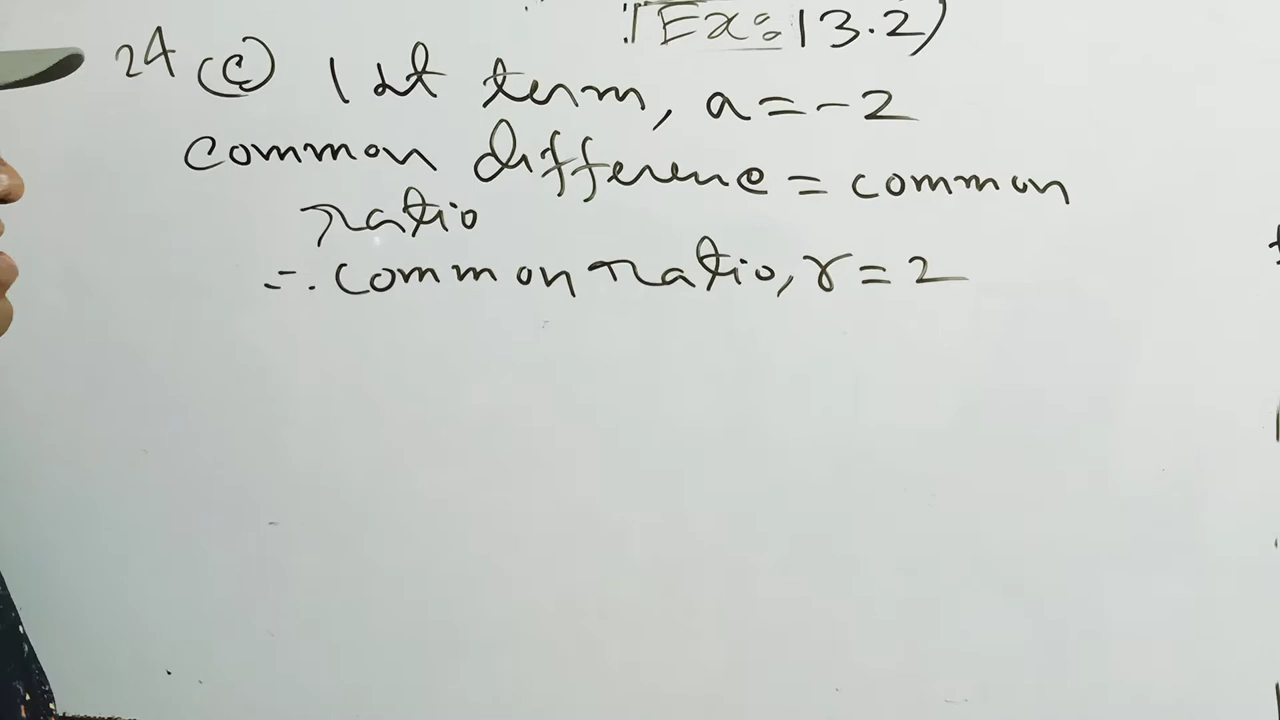 (Ex: 13.2)
24 (c) 1st term, a = -2
common difference = common
ratio
∴ common ratio, r = 2